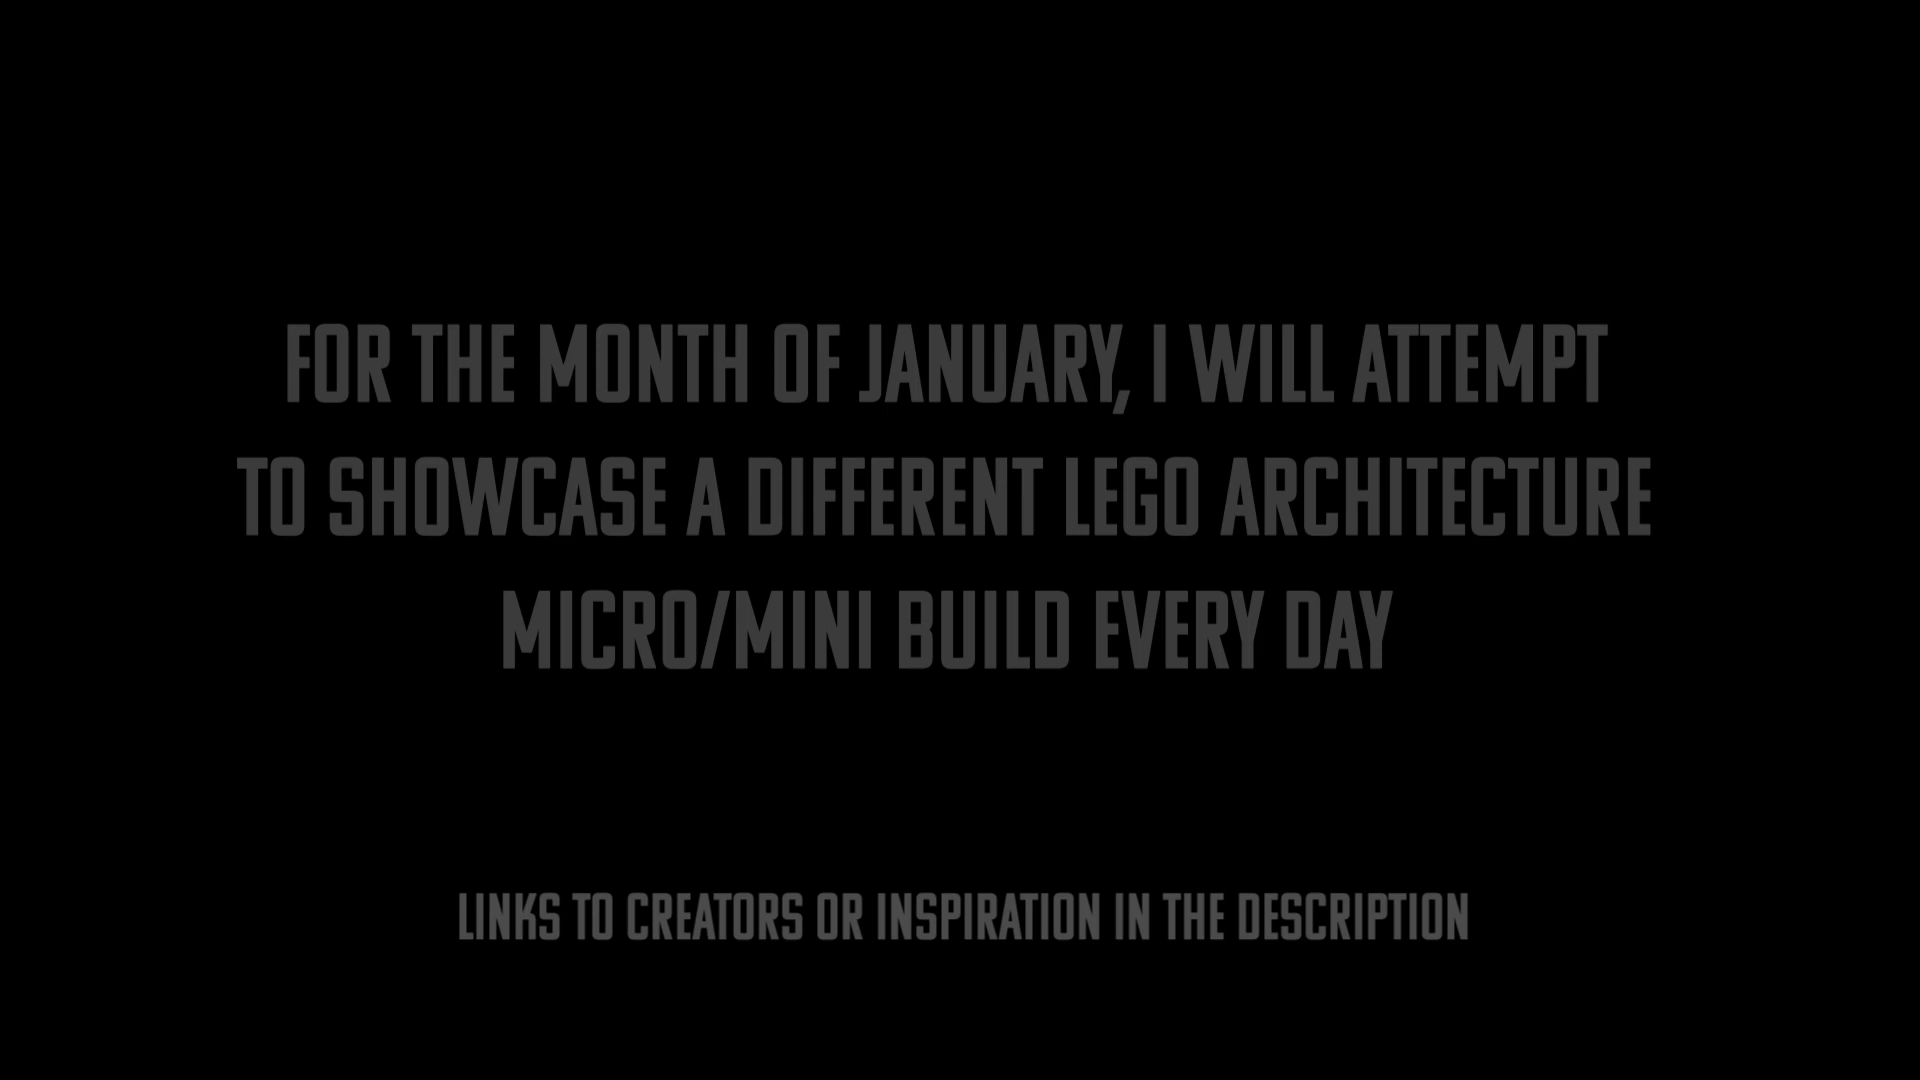 FOR THE MONTH OF JANUARY, I WILL ATTEMPT
TO SHOWCASE A DIFFERENT LEGO ARCHITECTURE
MICRO/MINI BUILD EVERY DAY
LINKS TO CREATORS OR INSPIRATION IN THE DESCRIPTION